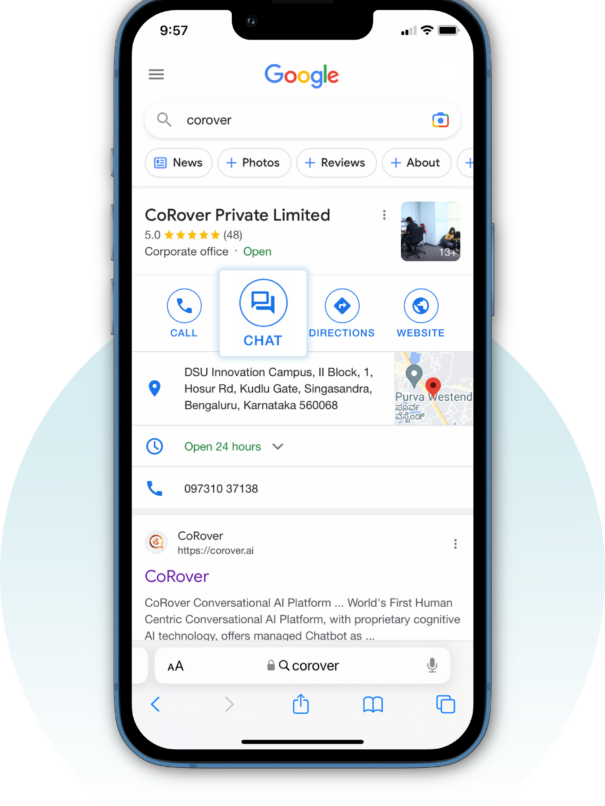 9:57
Google
corover
News
Photos
Reviews
About
CoRover Private Limited
5.0 (48)
Corporate office · Open
13+
CALL
CHAT
DIRECTIONS
WEBSITE
DSU Innovation Campus, II Block, 1,
Hosur Rd, Kudlu Gate, Singasandra,
Bengaluru, Karnataka 560068
Purva Westend
ಪೂರ್ವ
ವೆಸ್ಟೆಂಡ್
Open 24 hours
097310 37138
CoRover
https://corover.ai
CoRover
CoRover Conversational AI Platform ... World's First Human
Centric Conversational AI Platform, with proprietary cognitive
AI technology, offers managed Chatbot as ...
AA
corover